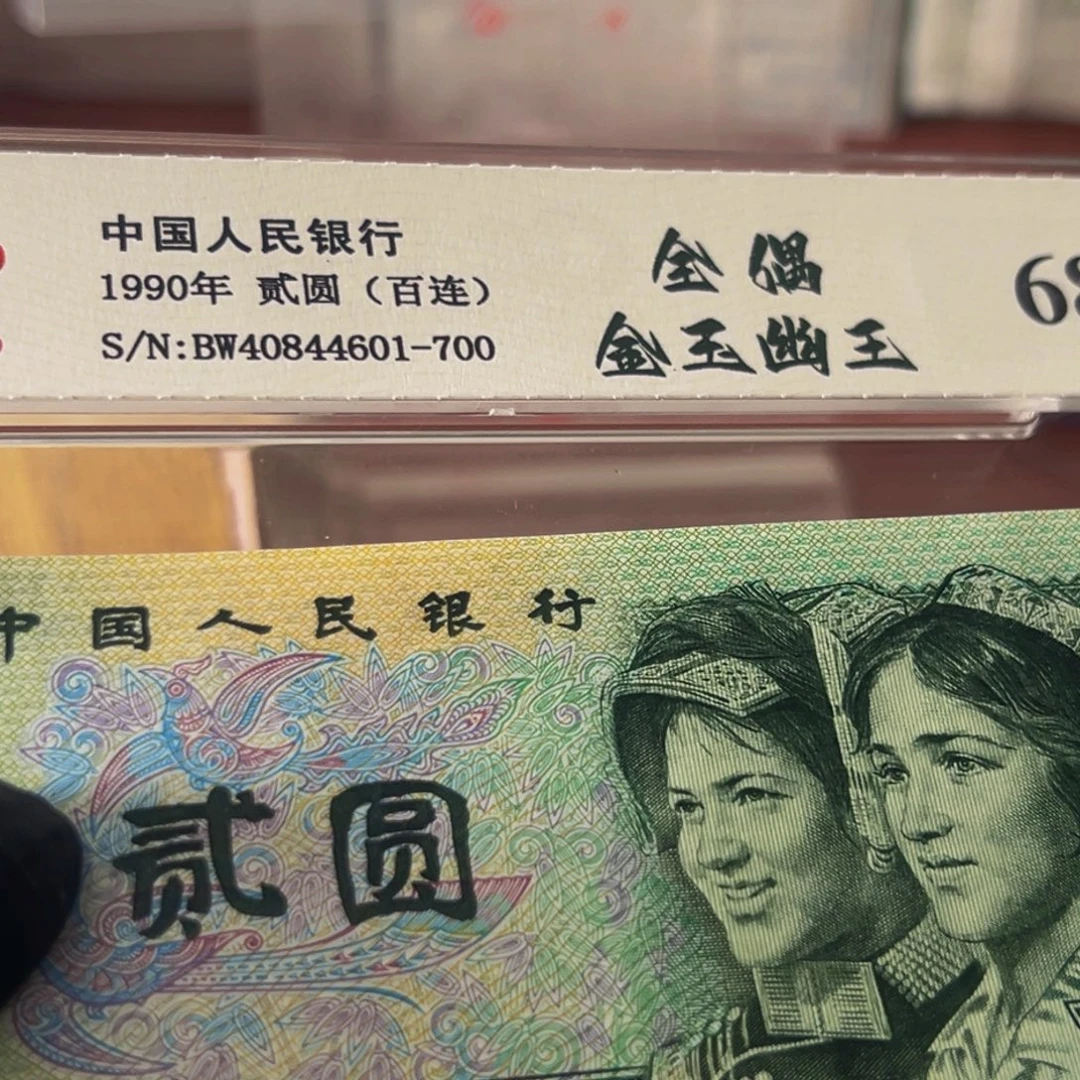 中国人民银行
1990年 贰圆（百连）
S/N:BW40844601-700
全偶
金玉幽王
68
中国人民银行
贰圆